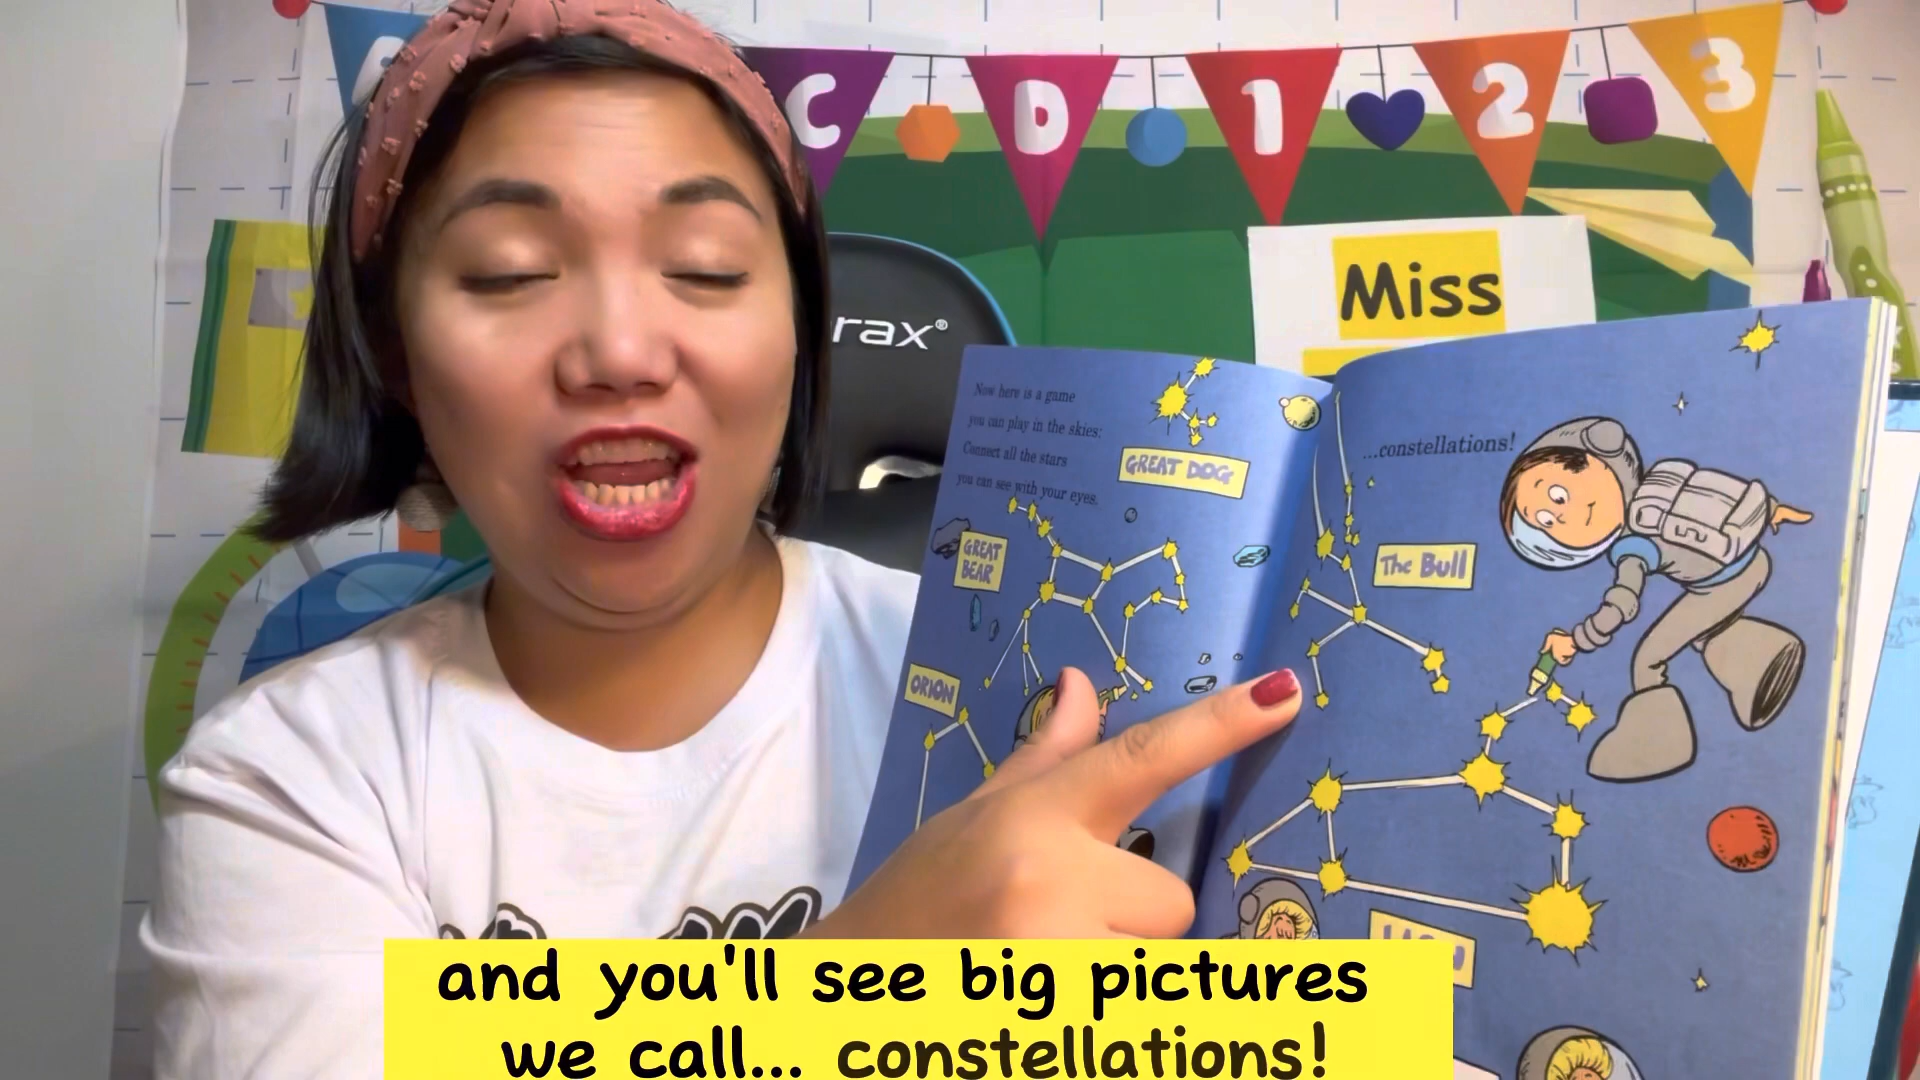 C D 1 2 3
rax®
Miss
Now here is a game
you can play in the skies:
Connect all the stars
you can see with your eyes.
GREAT DOG
GREAT
BEAR
ORION
...constellations!
The Bull
and you'll see big pictures
we call... constellations!